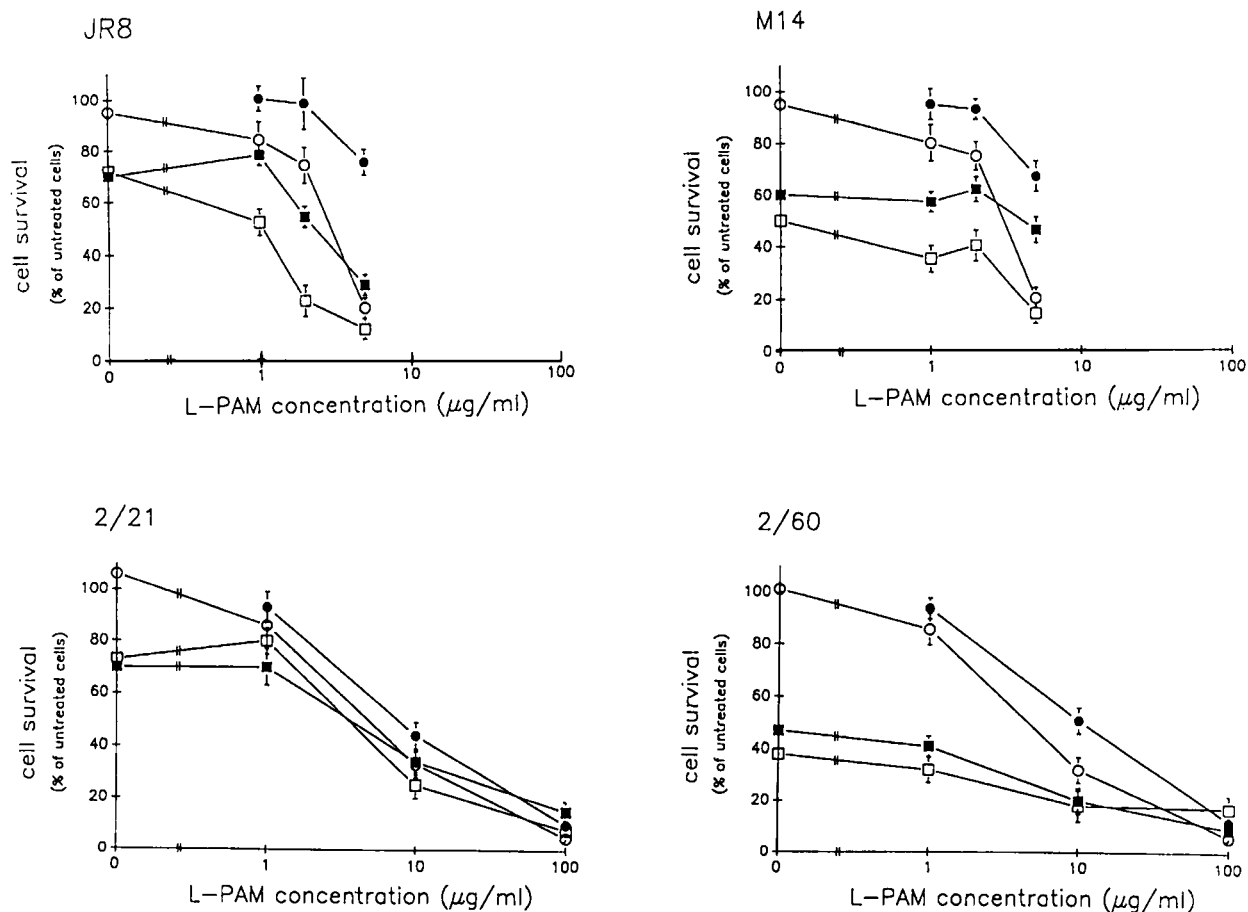 JR8
100
80
60
40
20
0
cell survival
(% of untreated cells)
0 1 10 100
L-PAM concentration (μg/ml)
M14
100
80
60
40
20
0
cell survival
(% of untreated cells)
0 1 10 100
L-PAM concentration (μg/ml)
2/21
100
80
60
40
20
0
cell survival
(% of untreated cells)
0 1 10 100
L-PAM concentration (μg/ml)
2/60
100
80
60
40
20
0
cell survival
(% of untreated cells)
0 1 10 100
L-PAM concentration (μg/ml)